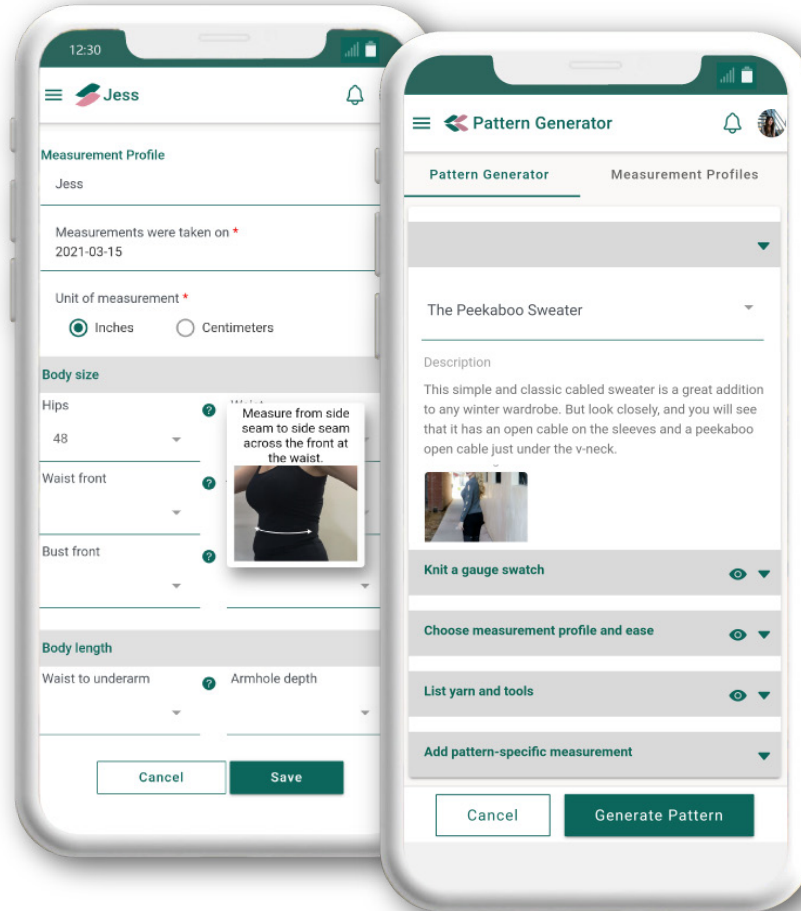 12:30
Jess
Measurement Profile
Jess
Measurements were taken on *
2021-03-15
Unit of measurement *
Inches
Centimeters
Body size
Hips
48
Measure from side
seam to side seam
across the front at
the waist.
Waist front
Bust front
Body length
Waist to underarm
Armhole depth
Cancel
Save
Pattern Generator
Pattern Generator
Measurement Profiles
The Peekaboo Sweater
Description
This simple and classic cabled sweater is a great addition
to any winter wardrobe. But look closely, and you will see
that it has an open cable on the sleeves and a peekaboo
open cable just under the v-neck.
Knit a gauge swatch
Choose measurement profile and ease
List yarn and tools
Add pattern-specific measurement
Cancel
Generate Pattern